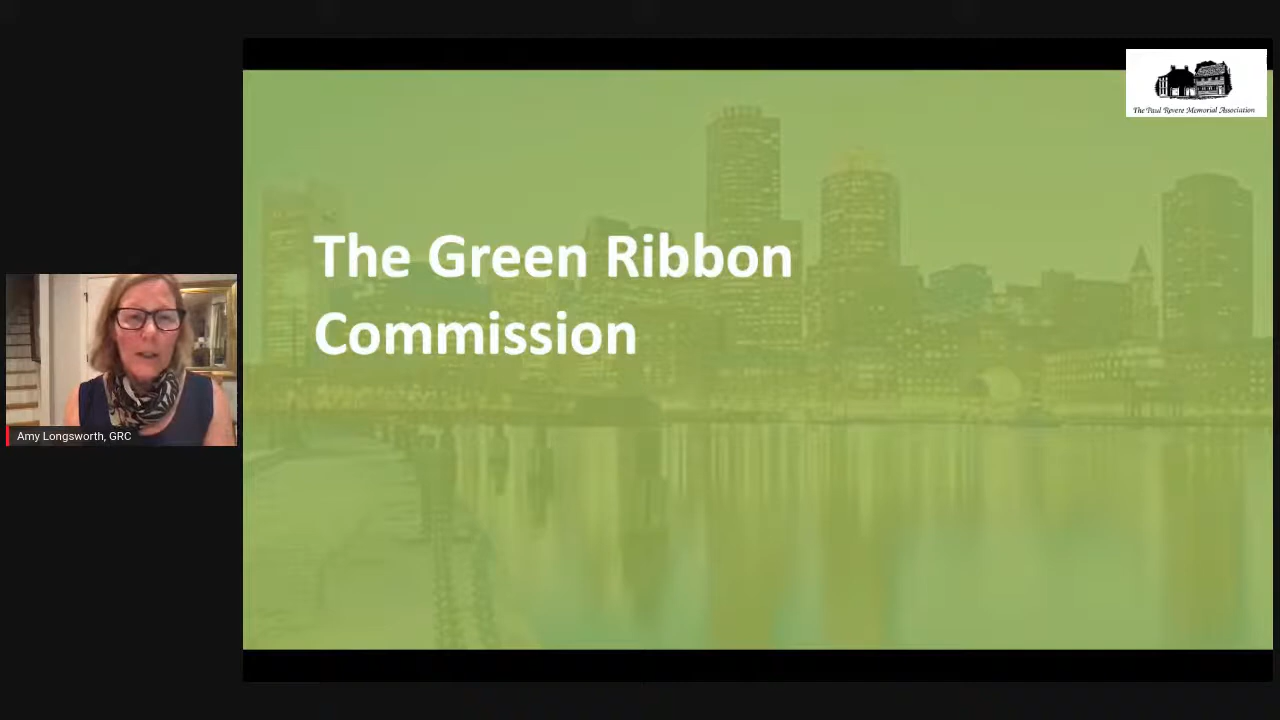 The Paul Revere Memorial Association
The Green Ribbon
Commission
Amy Longsworth, GRC